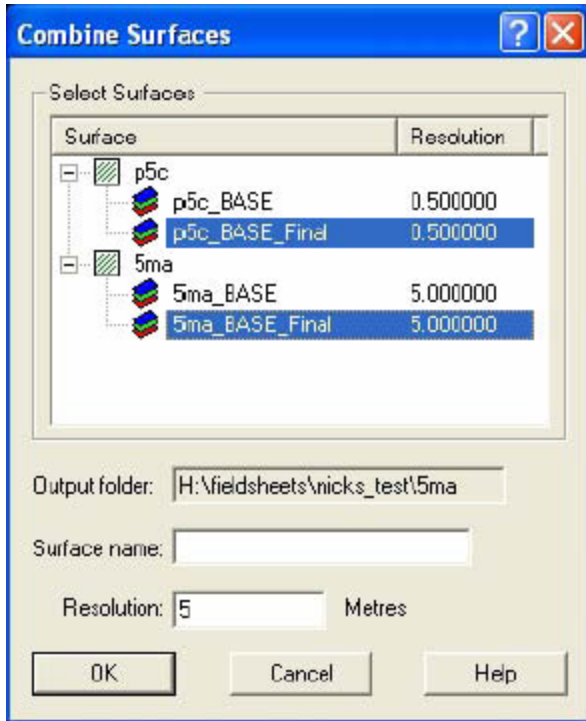 Combine Surfaces
Select Surfaces
Surface Resolution
p5c
p5c_BASE 0.500000
p5c_BASE_Final 0.500000
5ma
5ma_BASE 5.000000
5ma_BASE_Final 5.000000
Output folder: H:\fieldsheets\nicks_test\5ma
Surface name:
Resolution: 5 Metres
OK Cancel Help